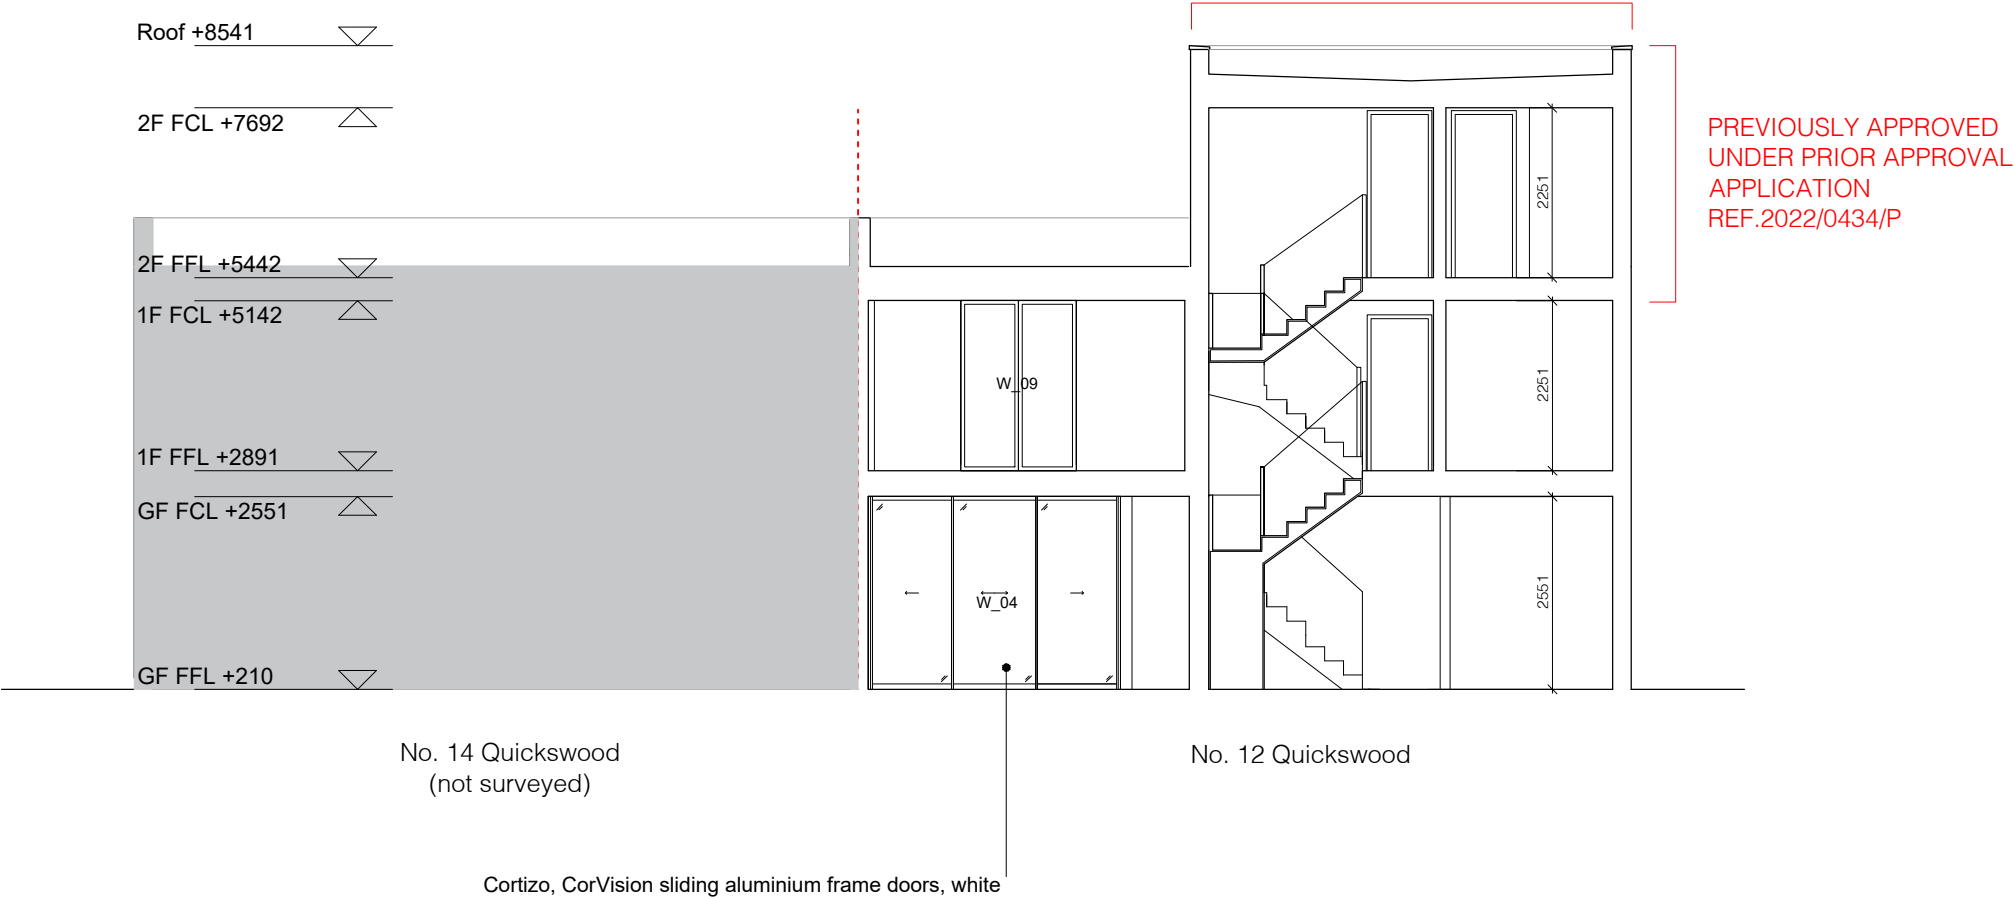 Roof +8541
2F FCL +7692
PREVIOUSLY APPROVED
UNDER PRIOR APPROVAL
APPLICATION
REF.2022/0434/P
2251
2F FFL +5442
1F FCL +5142
W_09
2251
1F FFL +2891
GF FCL +2551
W_04
2551
GF FFL +210
No. 14 Quickswood
(not surveyed)
No. 12 Quickswood
Cortizo, CorVision sliding aluminium frame doors, white